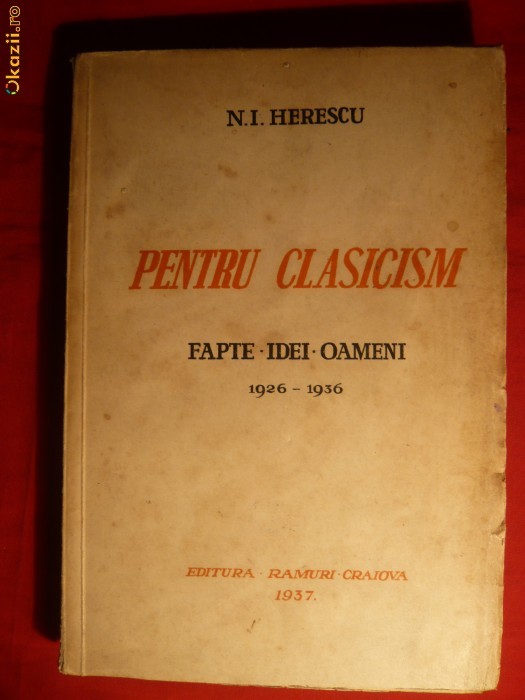 Okazii.ro
N.I. HERESCU
PENTRU CLASICISM
FAPTE · IDEI · OAMENI
1926 - 1936
EDITURA · RAMURI · CRAIOVA
1937.